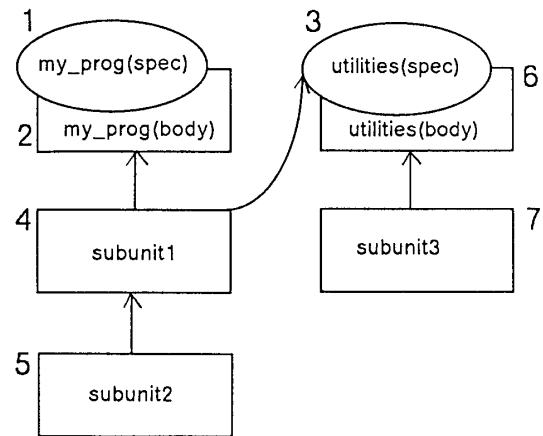 1
my_prog(spec)
2
my_prog(body)
3
utilities(spec)
6
utilities(body)
4
subunit1
subunit3
7
5
subunit2